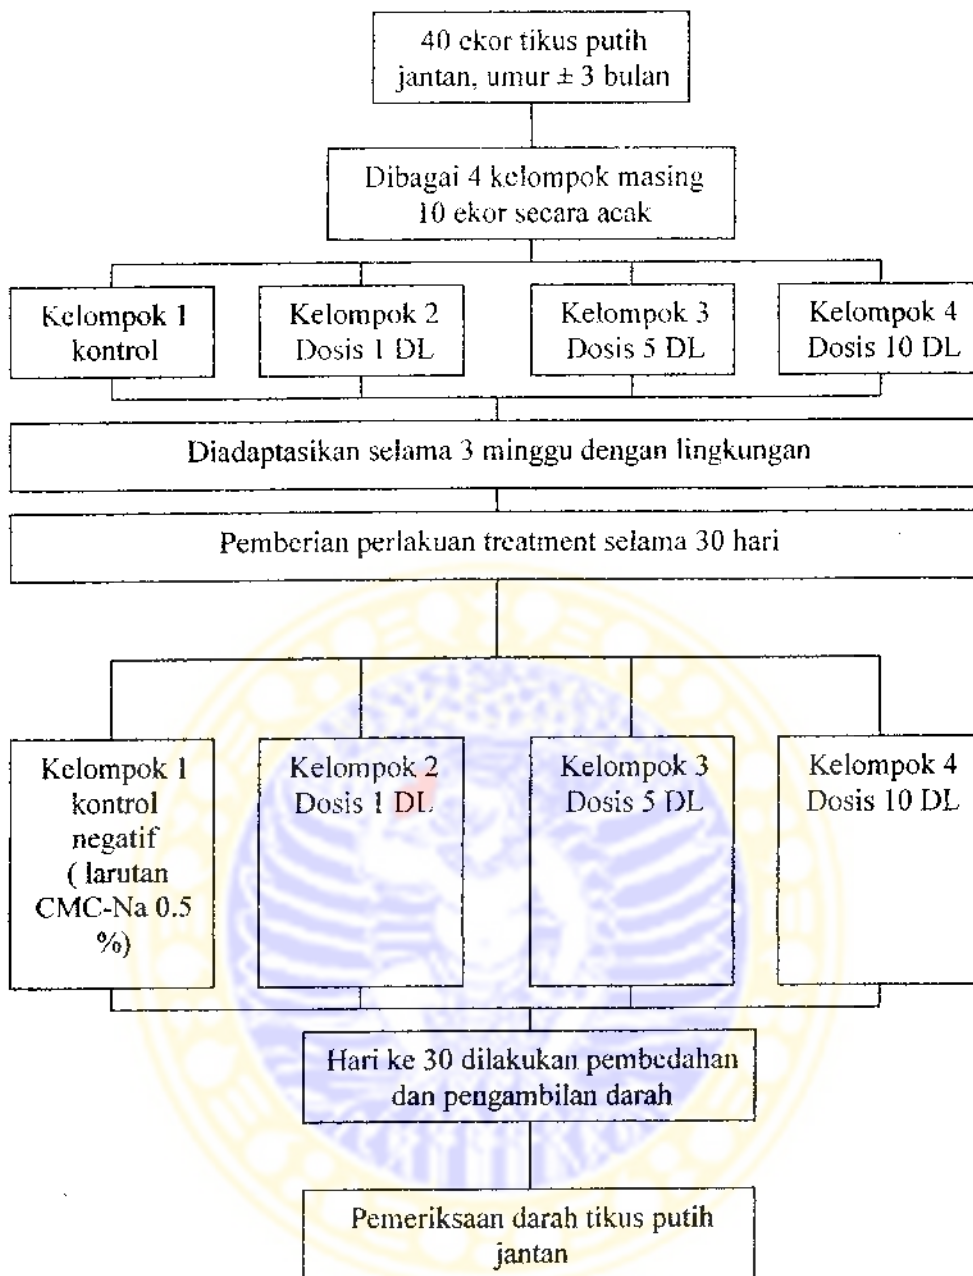 40 ekor tikus putih
jantan, umur ± 3 bulan
Dibagai 4 kelompok masing
10 ekor secara acak
Kelompok 1
kontrol
Kelompok 2
Dosis 1 DL
Kelompok 3
Dosis 5 DL
Kelompok 4
Dosis 10 DL
Diadaptasikan selama 3 minggu dengan lingkungan
Pemberian perlakuan treatment selama 30 hari
Kelompok 1
kontrol
negatif
( larutan
CMC-Na 0.5
%)
Kelompok 2
Dosis 1 DL
Kelompok 3
Dosis 5 DL
Kelompok 4
Dosis 10 DL
Hari ke 30 dilakukan pembedahan
dan pengambilan darah
Pemeriksaan darah tikus putih
jantan